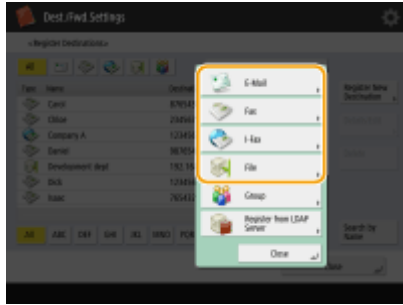 Dest./Fwd. Settings
<Register Destinations>
All
Type
Name
Destinat
Carol
Chloe
Company A
Daniel
Development dept
Dick
Isaac
E-Mail
Fax
I-Fax
File
Group
Register from LDAP
Server
Close
Register New
Destination
Search by
Name
All
ABC
DEF
GHI
JKL
MNO